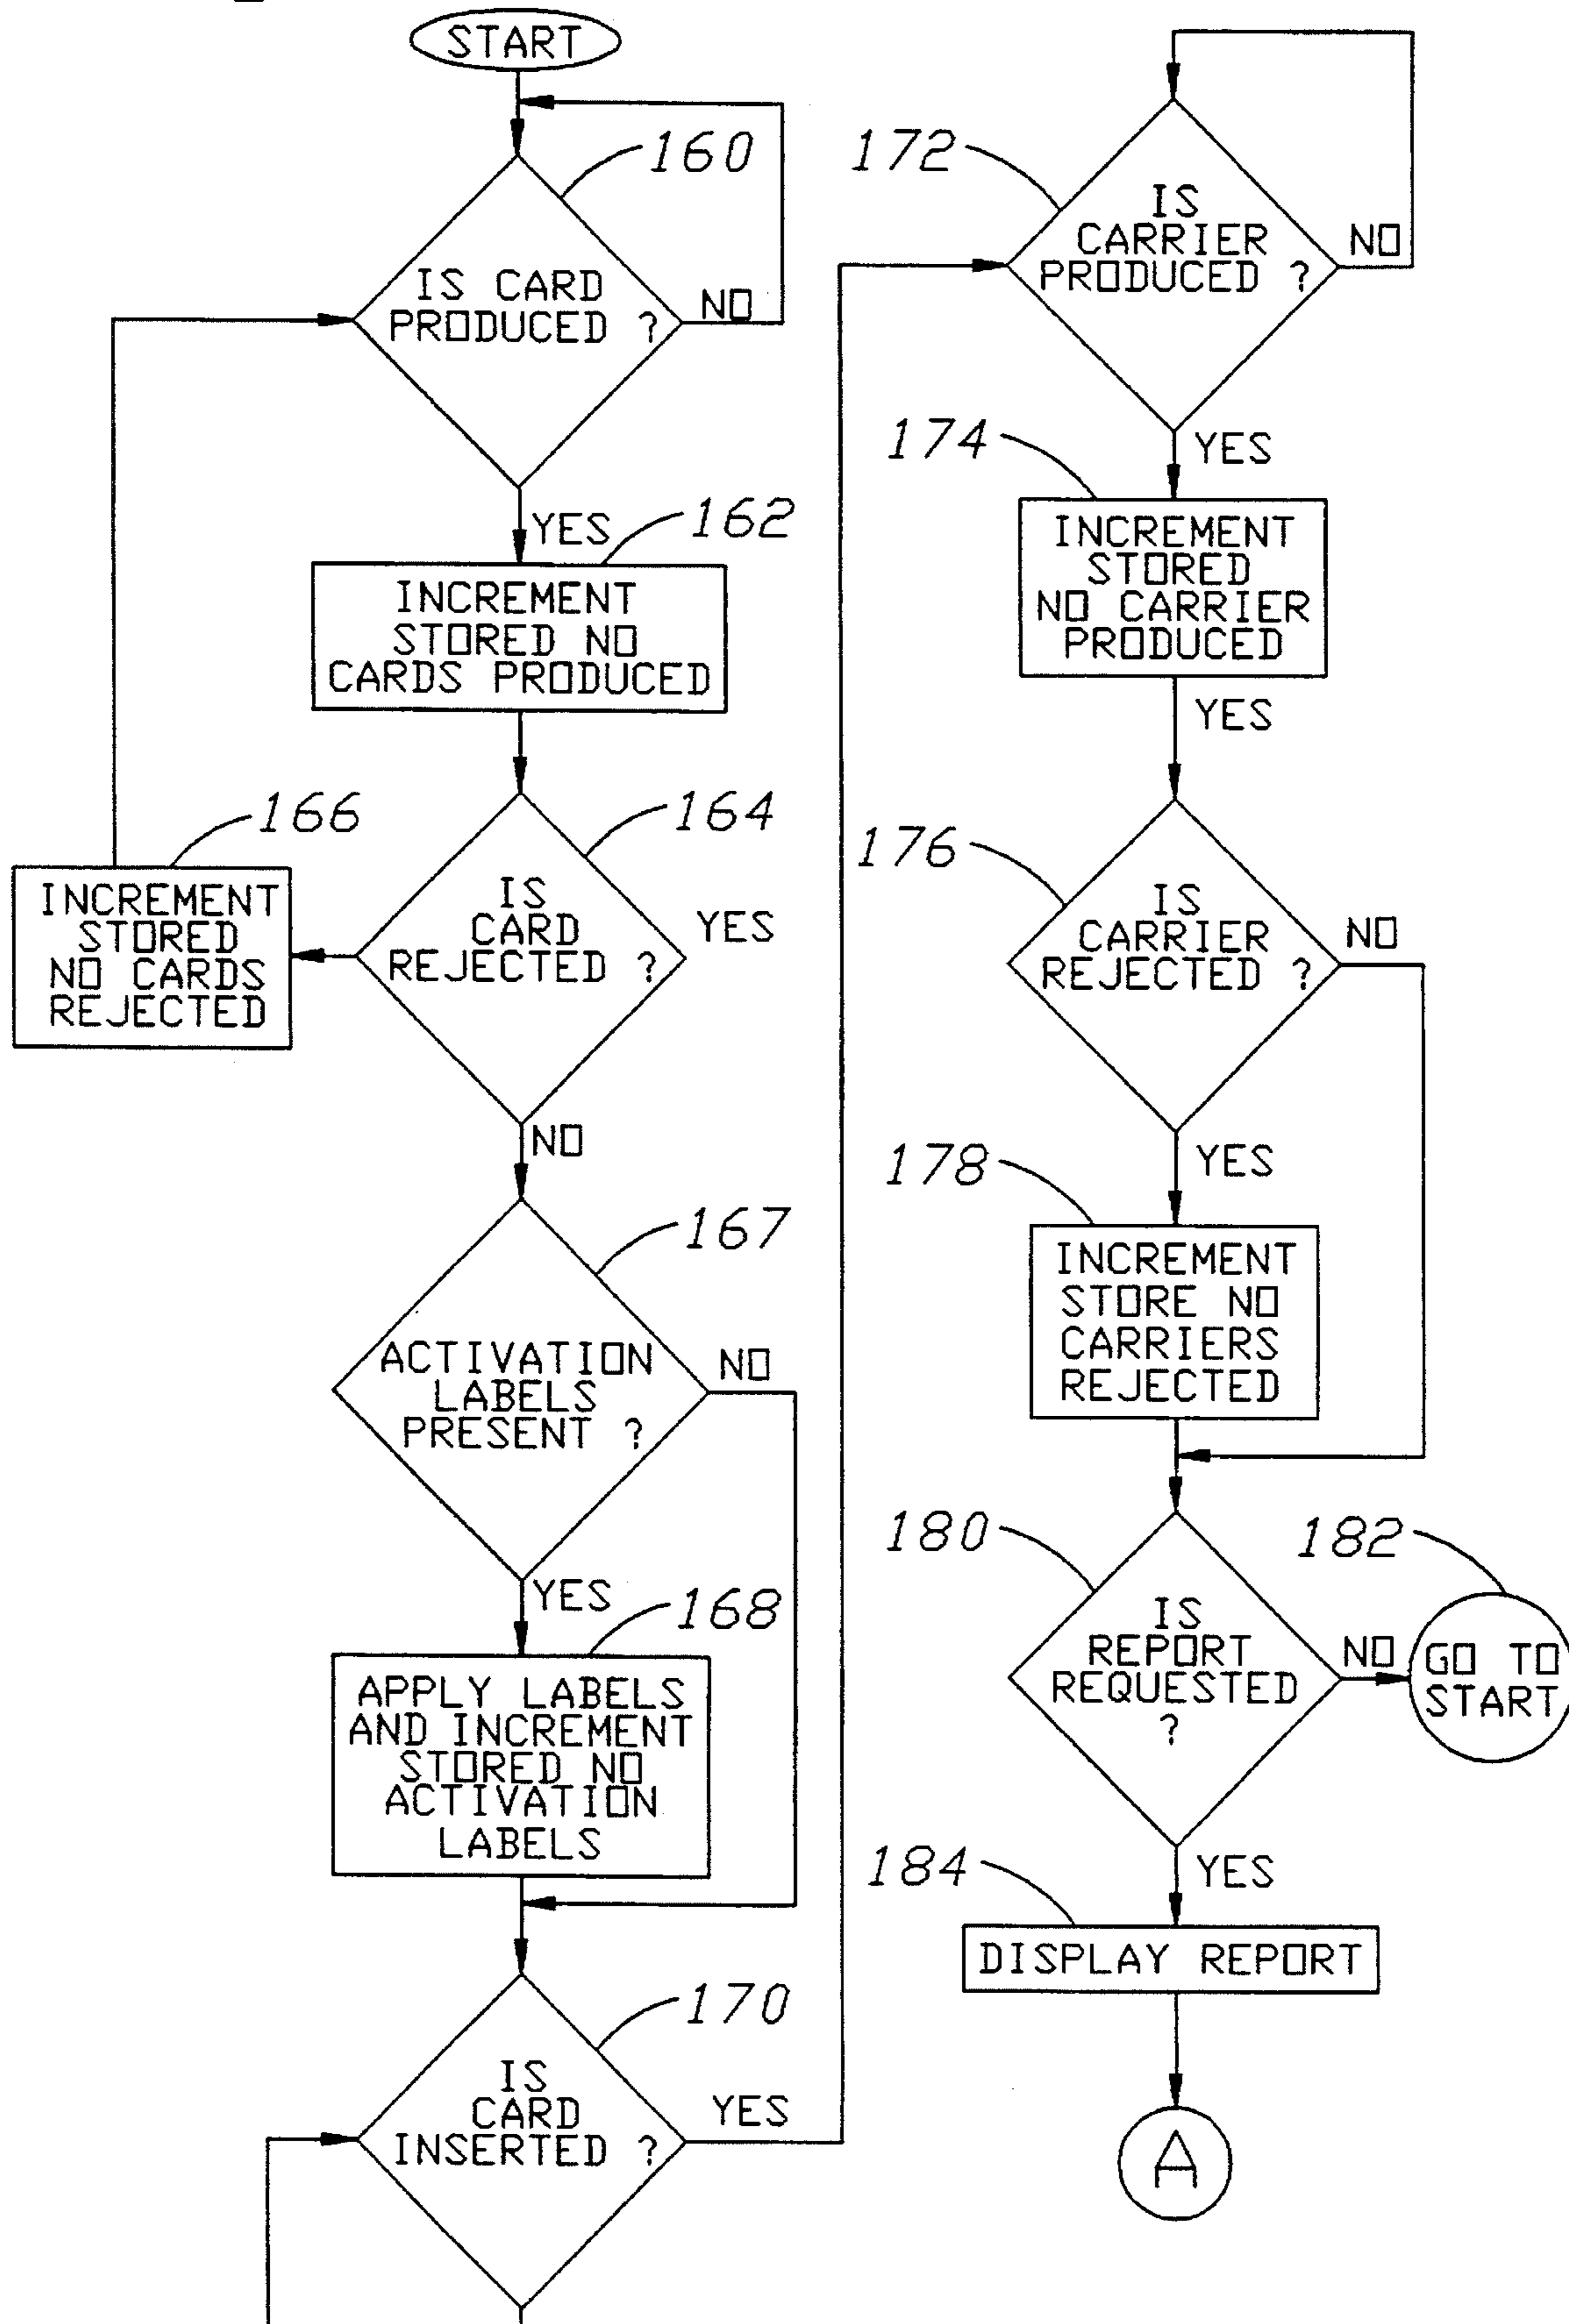 START
160
IS CARD
PRODUCED ?
NO
YES
162
INCREMENT
STORED NO
CARDS PRODUCED
164
166
IS
CARD
REJECTED ?
YES
INCREMENT
STORED
NO CARDS
REJECTED
NO
167
ACTIVATION
LABELS
PRESENT ?
NO
YES
168
APPLY LABELS
AND INCREMENT
STORED NO
ACTIVATION
LABELS
170
IS
CARD
INSERTED ?
YES
172
IS
CARRIER
PRODUCED ?
NO
YES
174
INCREMENT
STORED
NO CARRIER
PRODUCED
YES
176
IS
CARRIER
REJECTED ?
NO
YES
178
INCREMENT
STORE NO
CARRIERS
REJECTED
180
IS
REPORT
REQUESTED
?
NO
182
GO TO
START
YES
184
DISPLAY REPORT
A